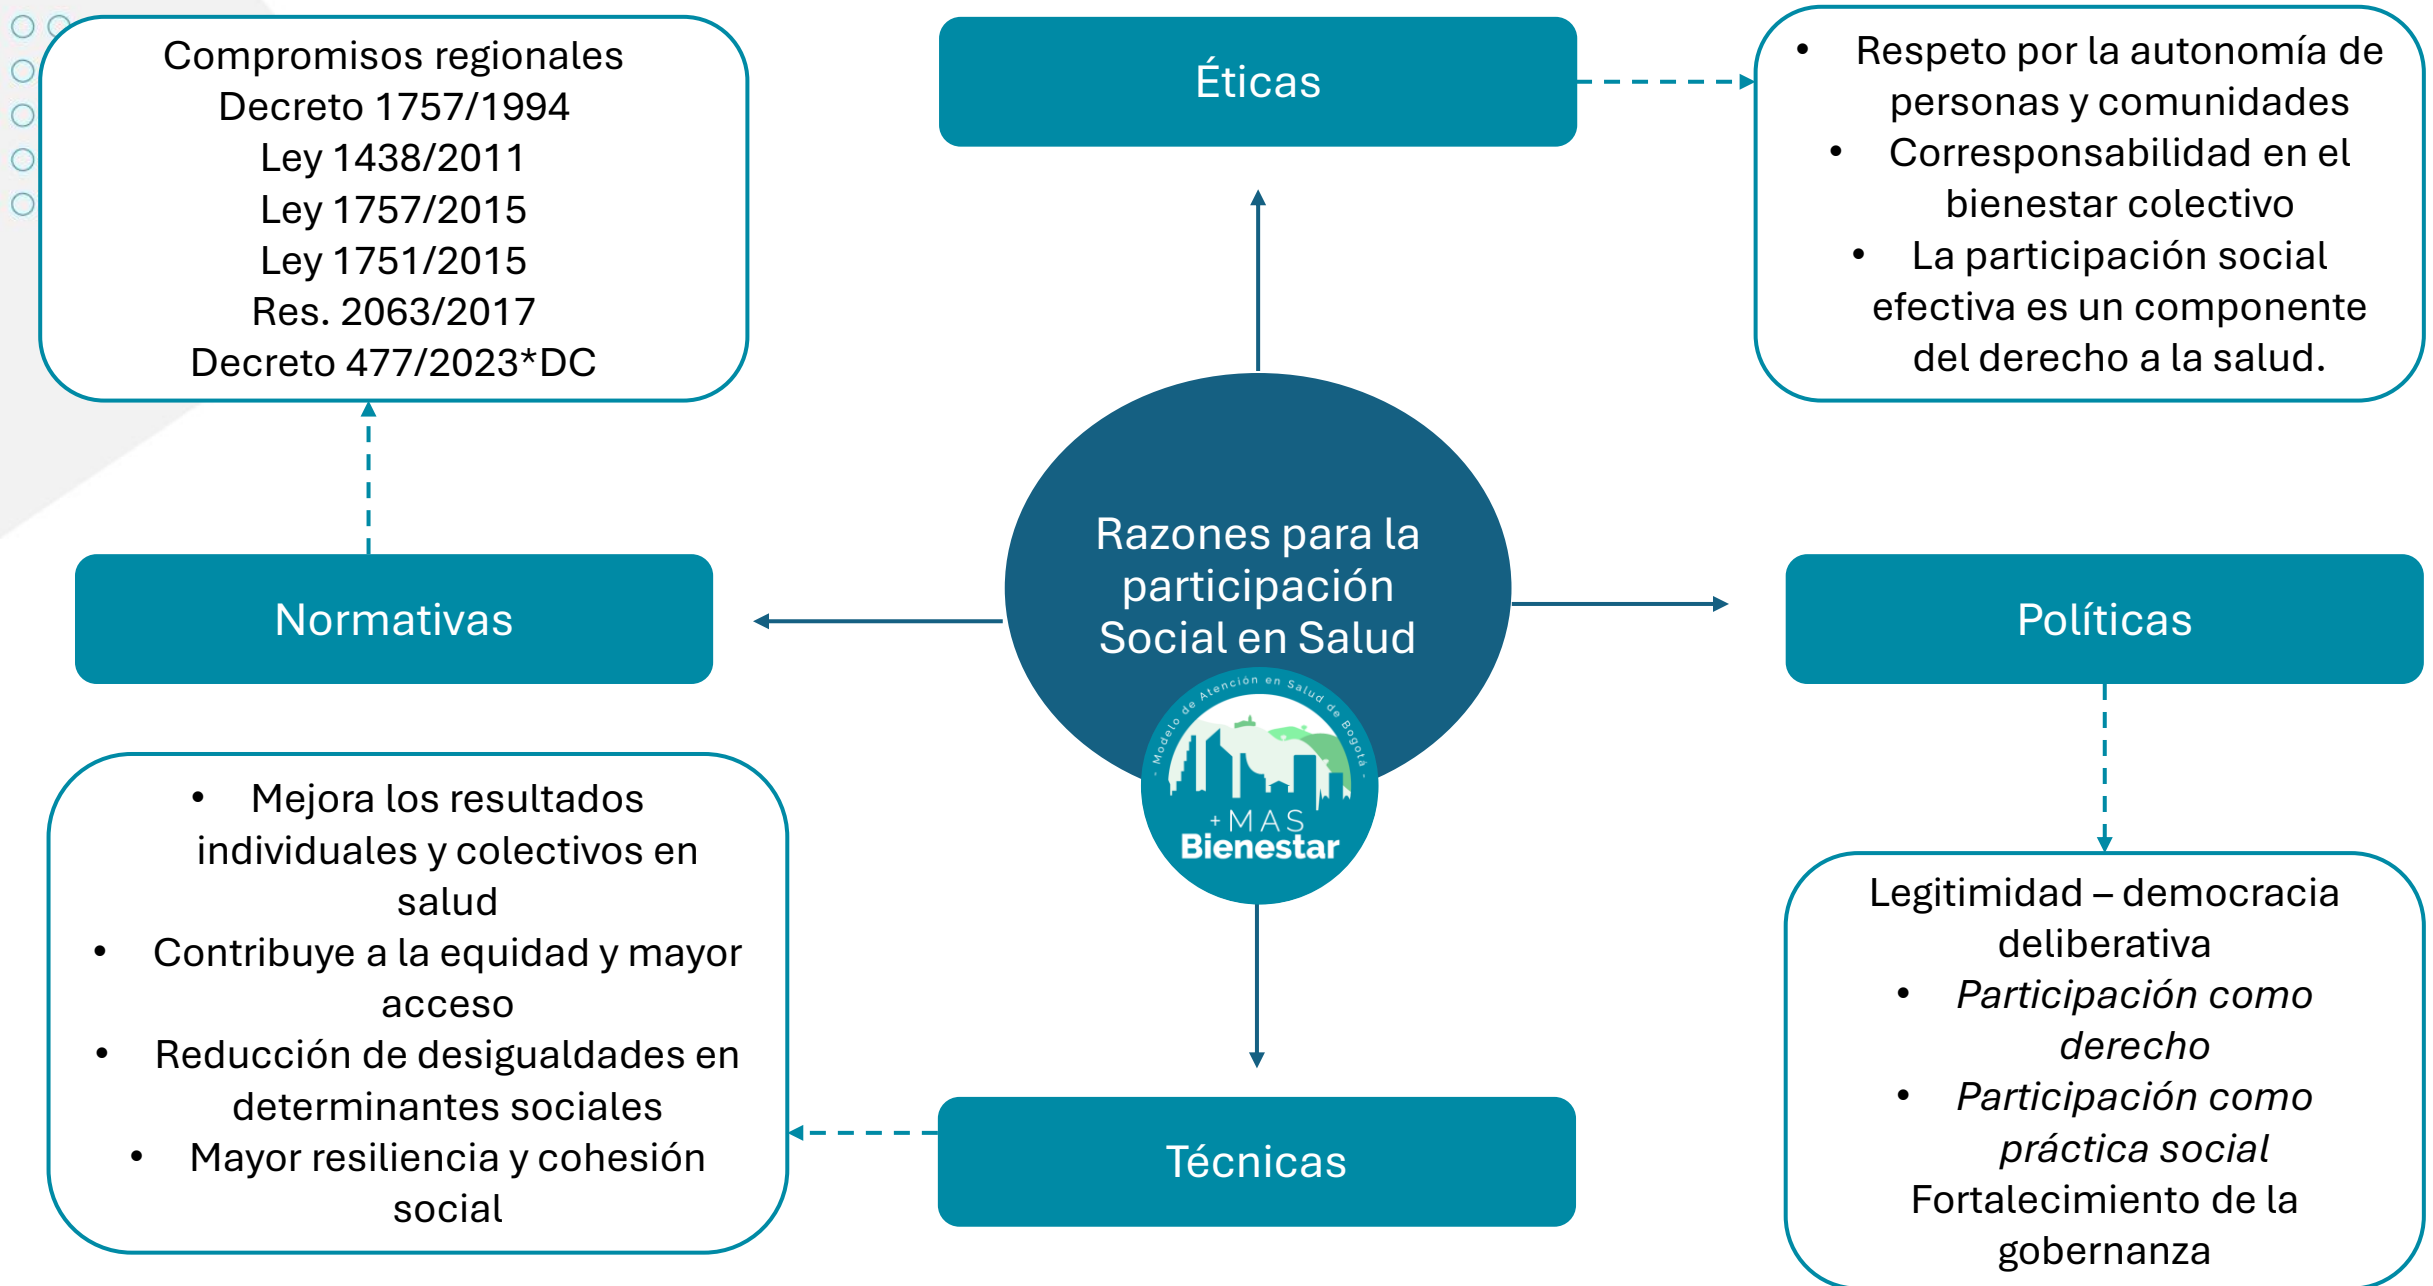 Compromisos regionales
Decreto 1757/1994
Ley 1438/2011
Ley 1757/2015
Ley 1751/2015
Res. 2063/2017
Decreto 477/2023*DC
Éticas
• Respeto por la autonomía de
personas y comunidades
• Corresponsabilidad en el
bienestar colectivo
• La participación social
efectiva es un componente
del derecho a la salud.
Razones para la
participación
Social en Salud
- Modelo de Atención en Salud de Bogotá -
+MAS
Bienestar
Normativas
Políticas
• Mejora los resultados
individuales y colectivos en
salud
• Contribuye a la equidad y mayor
acceso
• Reducción de desigualdades en
determinantes sociales
• Mayor resiliencia y cohesión
social
Técnicas
Legitimidad – democracia
deliberativa
• Participación como
derecho
• Participación como
práctica social
Fortalecimiento de la
gobernanza